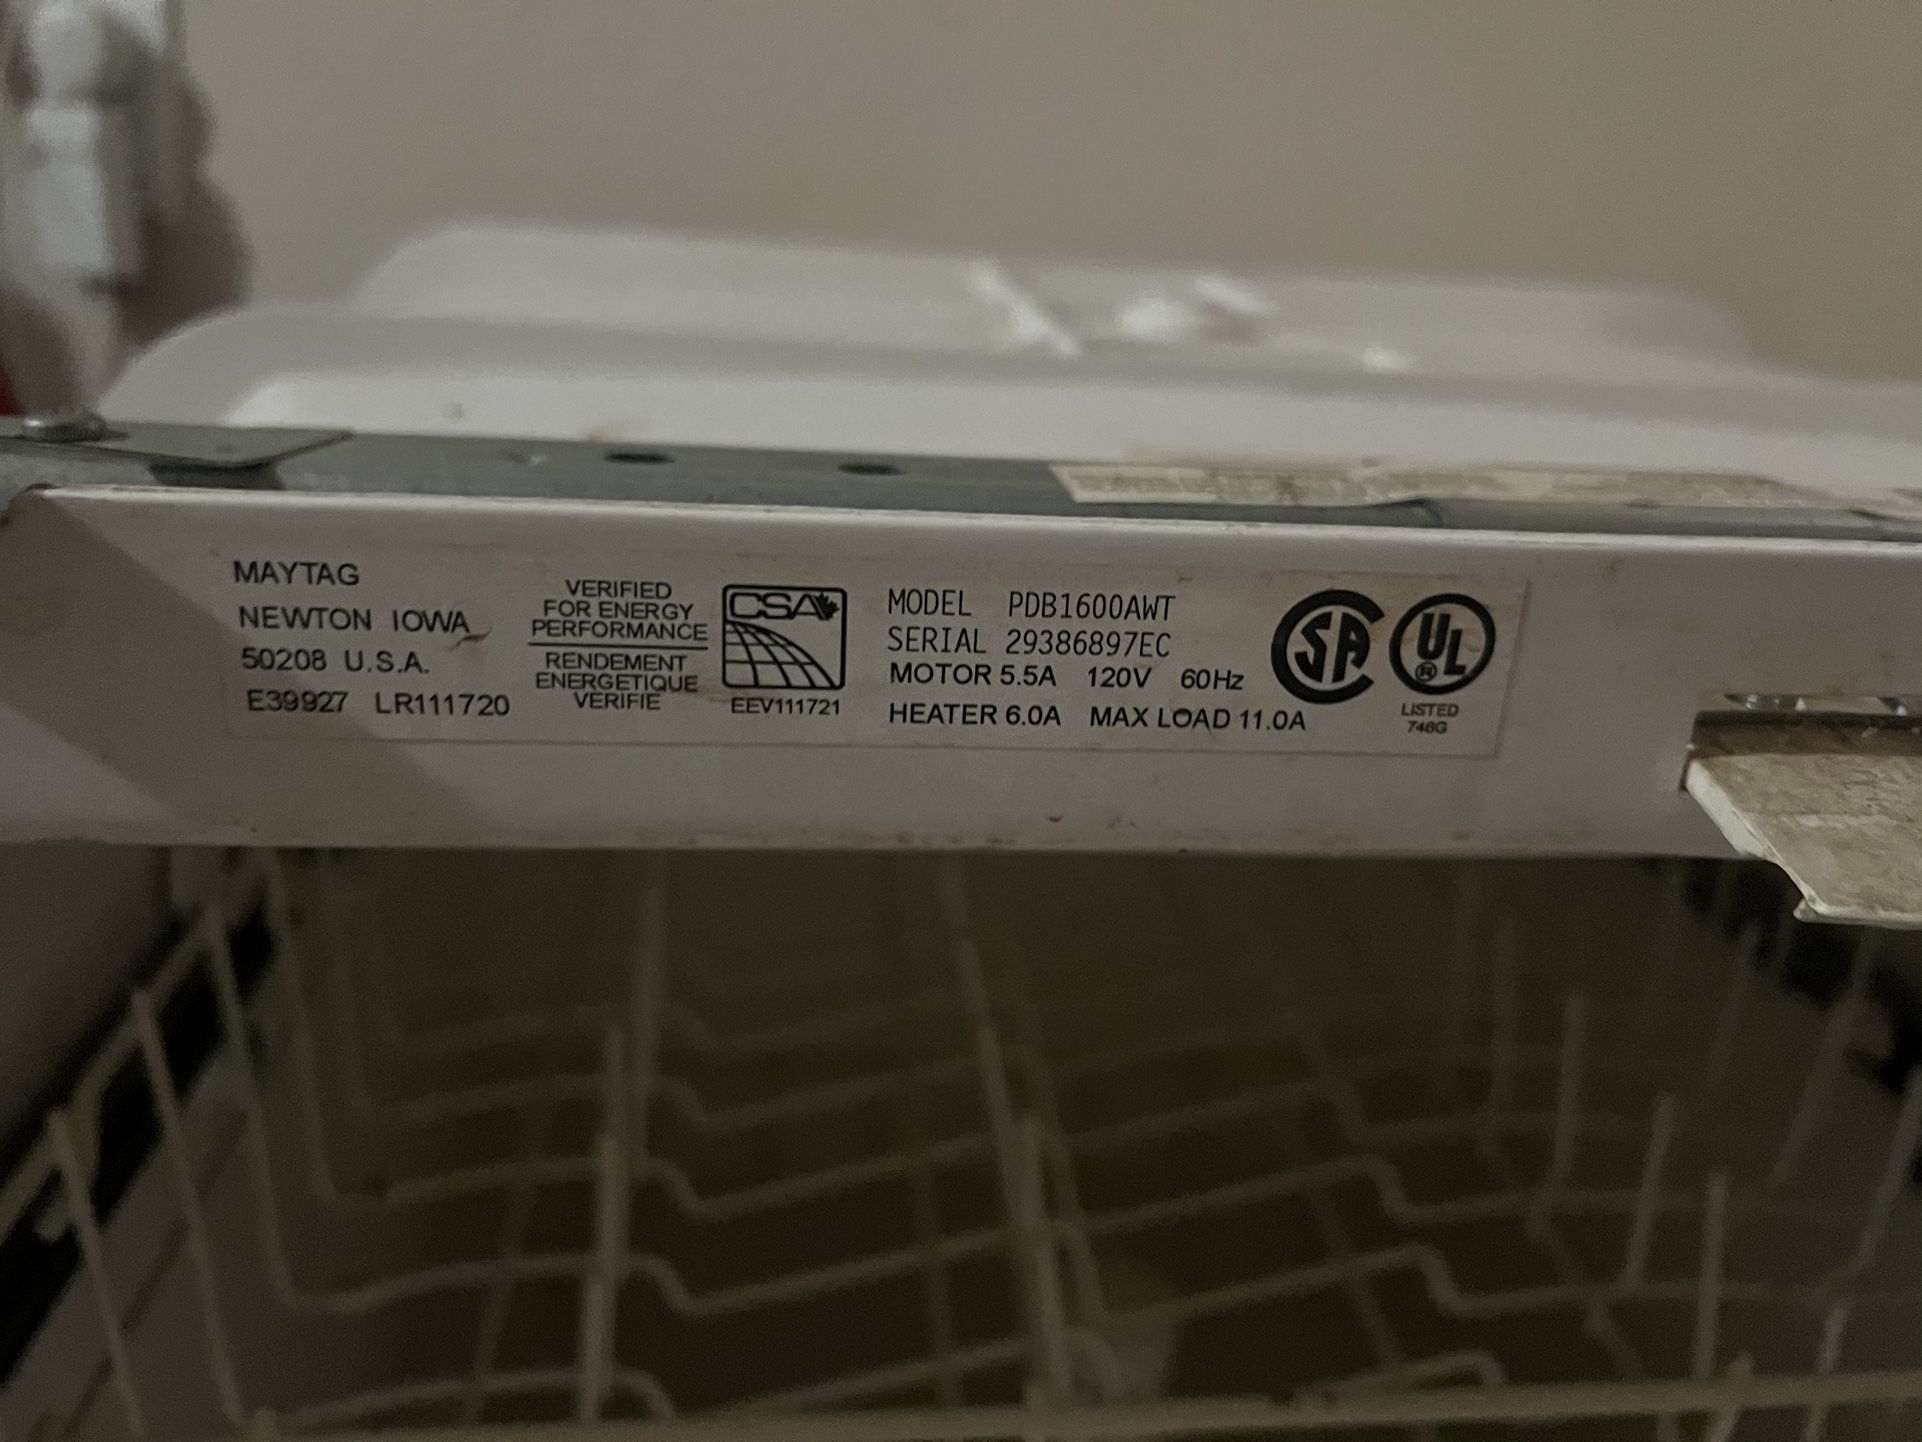 MAYTAG
NEWTON IOWA
50208 U.S.A.
E39927 LR111720
VERIFIED
FOR ENERGY
PERFORMANCE
RENDEMENT
ENERGETIQUE
VERIFIE
CSA
EEV111721
MODEL PDB1600AWT
SERIAL 29386897EC
MOTOR 5.5A 120V 60Hz
HEATER 6.0A MAX LOAD 11.0A
SA
UL
®
LISTED
746G